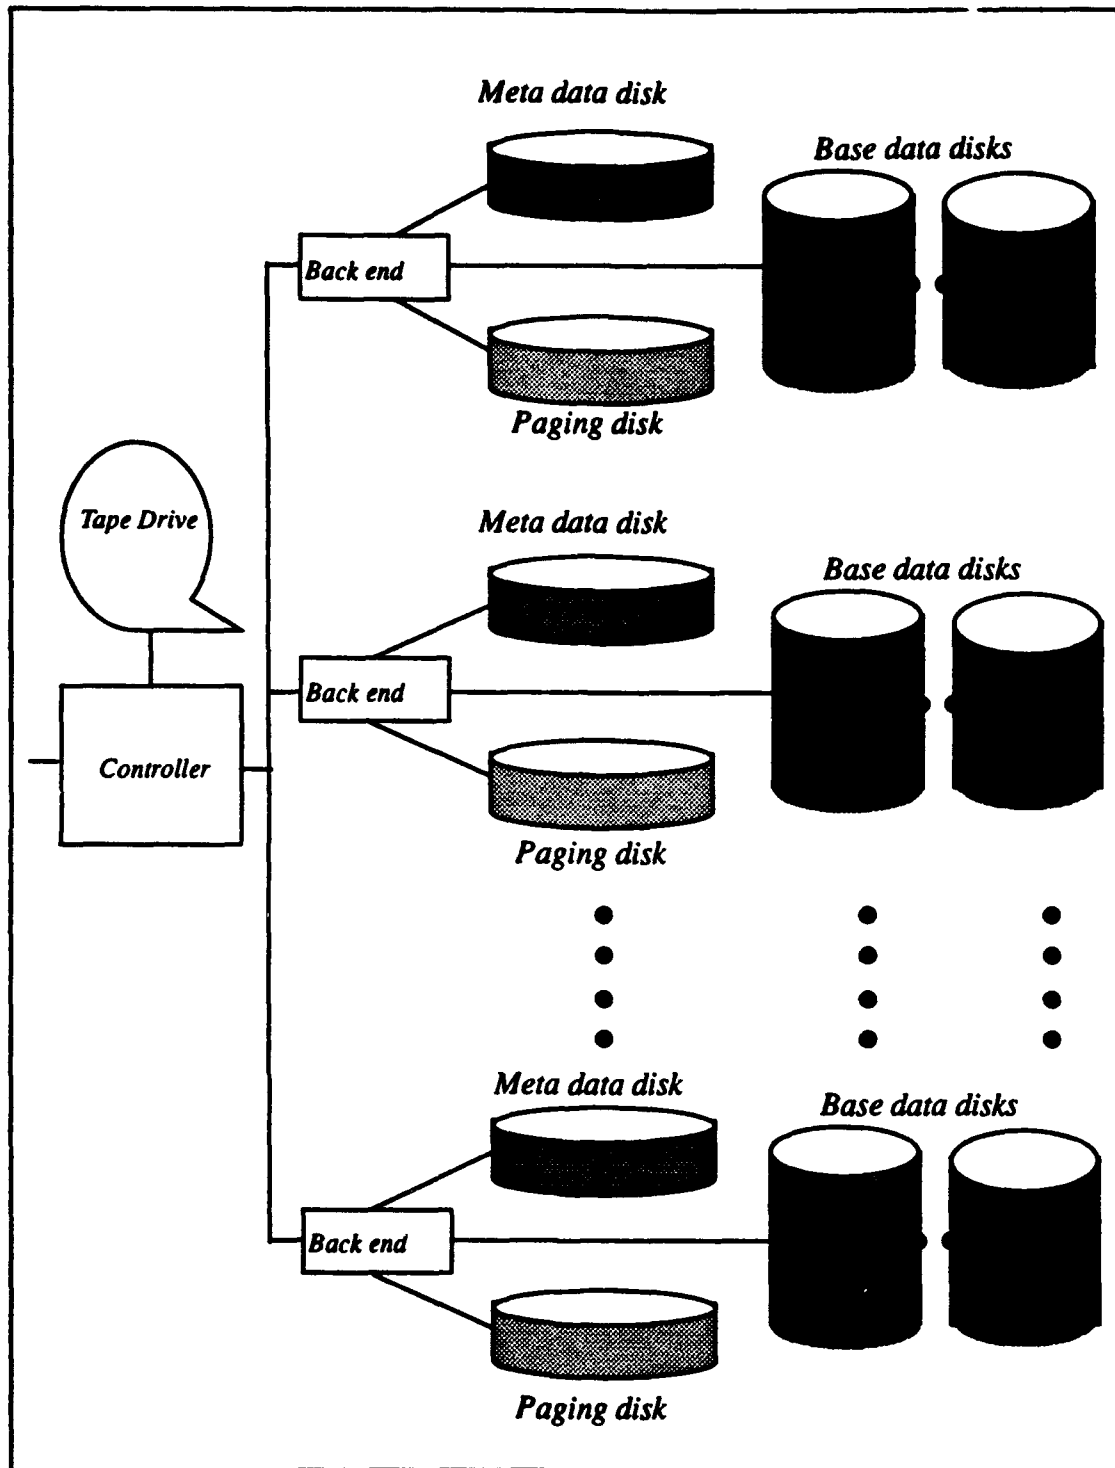 Meta data disk
Base data disks
Back end
Paging disk
Tape Drive
Meta data disk
Base data disks
Back end
Controller
Paging disk
Meta data disk
Base data disks
Back end
Paging disk